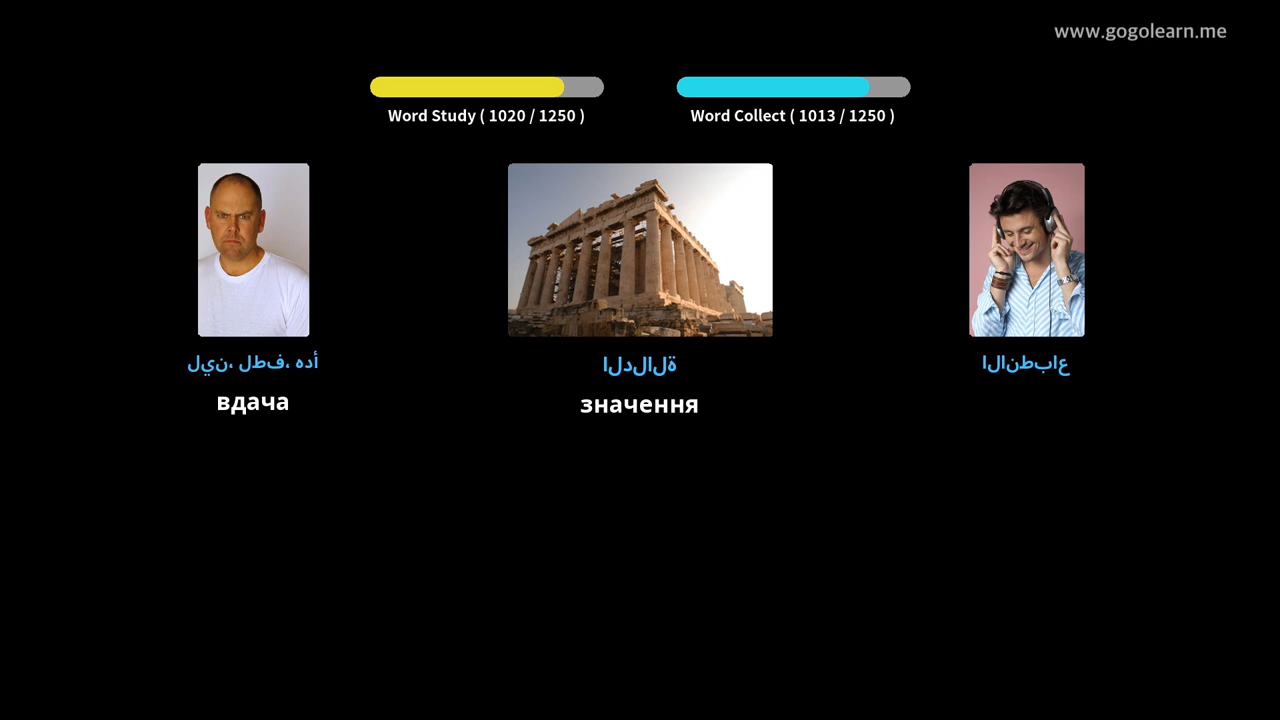 www.gogolearn.me
Word Study ( 1020 / 1250 )
Word Collect ( 1013 / 1250 )
لين، لطف، هدأ
الدلالة
الانطباع
вдача
значення